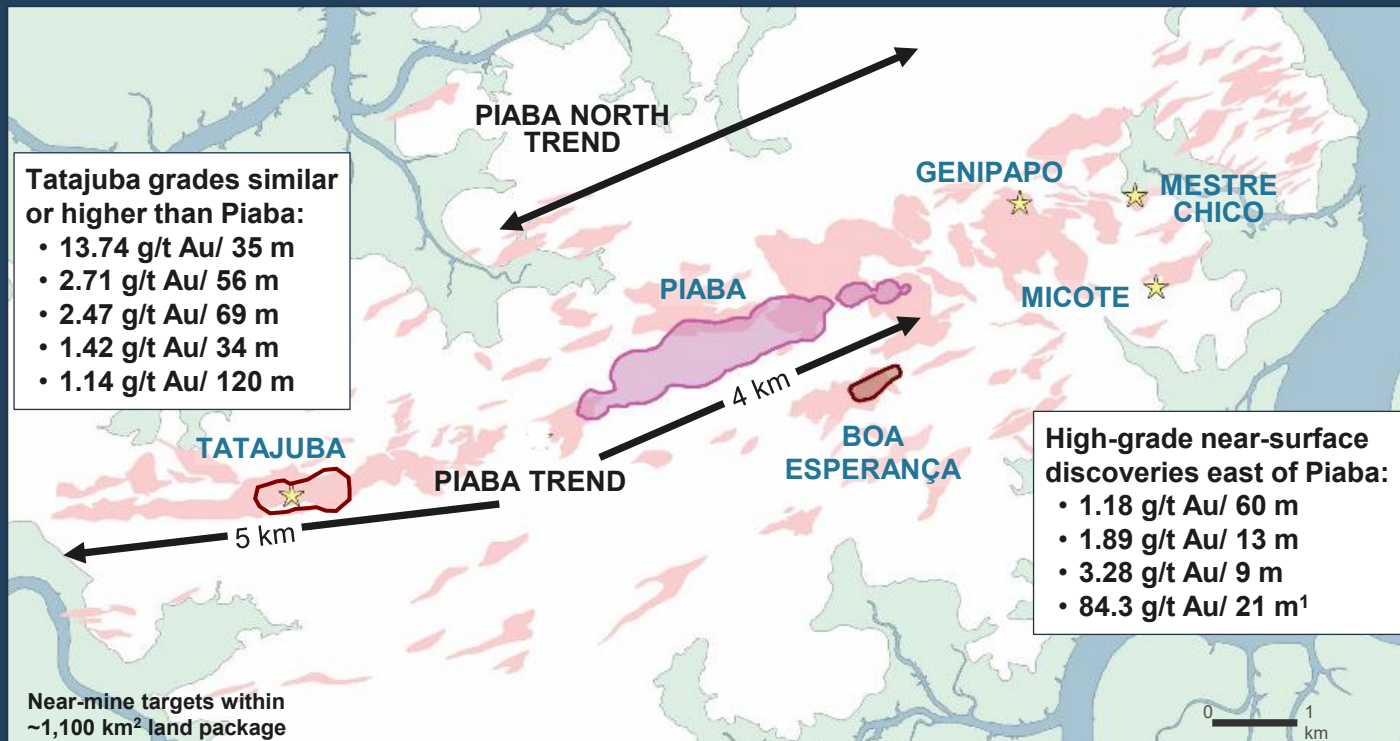 PIABA NORTH
TREND
Tatajuba grades similar
or higher than Piaba:
• 13.74 g/t Au/ 35 m
• 2.71 g/t Au/ 56 m
• 2.47 g/t Au/ 69 m
• 1.42 g/t Au/ 34 m
• 1.14 g/t Au/ 120 m
GENIPAPO
MESTRE
CHICO
PIABA
MICOTE
4 km
BOA
ESPERANÇA
TATAJUBA
PIABA TREND
5 km
High-grade near-surface
discoveries east of Piaba:
• 1.18 g/t Au/ 60 m
• 1.89 g/t Au/ 13 m
• 3.28 g/t Au/ 9 m
• 84.3 g/t Au/ 21 m¹
Near-mine targets within
~1,100 km² land package
0 1
km